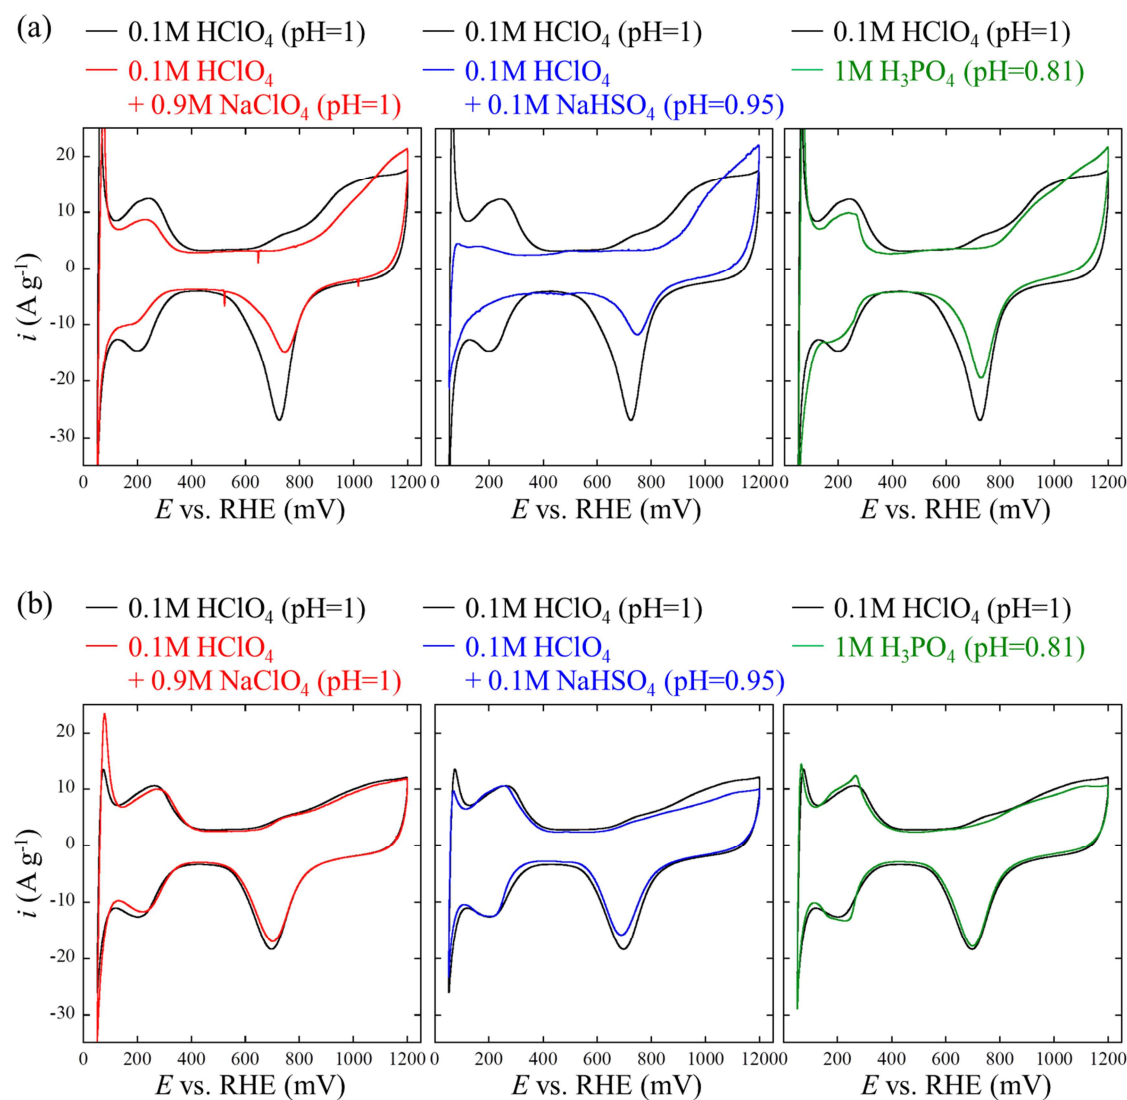 (a)
0.1M HClO4 (pH=1)
0.1M HClO4
+ 0.9M NaClO4 (pH=1)
0.1M HClO4 (pH=1)
0.1M HClO4
+ 0.1M NaHSO4 (pH=0.95)
0.1M HClO4 (pH=1)
1M H3PO4 (pH=0.81)
20
10
0
-10
-20
-30
i (A g-1)
0 200 400 600 800 1000 1200
0 200 400 600 800 1000 1200
0 200 400 600 800 1000 1200
E vs. RHE (mV)
E vs. RHE (mV)
E vs. RHE (mV)
(b)
0.1M HClO4 (pH=1)
0.1M HClO4
+ 0.9M NaClO4 (pH=1)
0.1M HClO4 (pH=1)
0.1M HClO4
+ 0.1M NaHSO4 (pH=0.95)
0.1M HClO4 (pH=1)
1M H3PO4 (pH=0.81)
20
10
0
-10
-20
-30
i (A g-1)
0 200 400 600 800 1000 1200
0 200 400 600 800 1000 1200
0 200 400 600 800 1000 1200
E vs. RHE (mV)
E vs. RHE (mV)
E vs. RHE (mV)